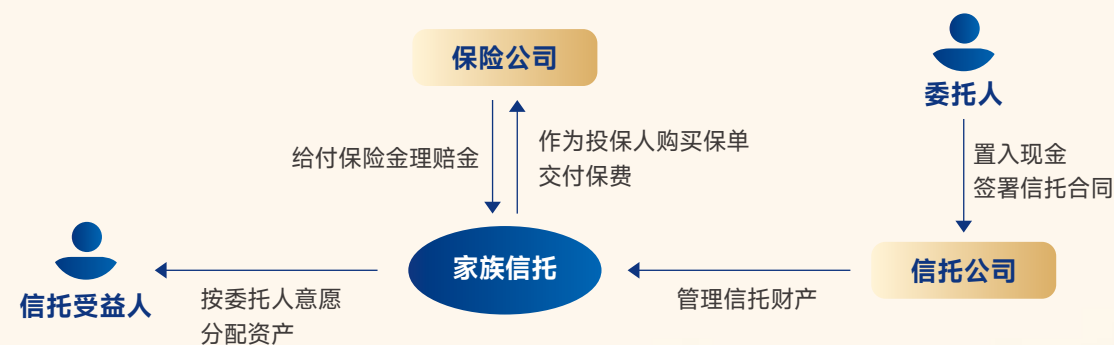 保险公司
委托人
给付保险金理赔金
作为投保人购买保单
交付保费
置入现金
签署信托合同
信托受益人
按委托人意愿
分配资产
家族信托
管理信托财产
信托公司